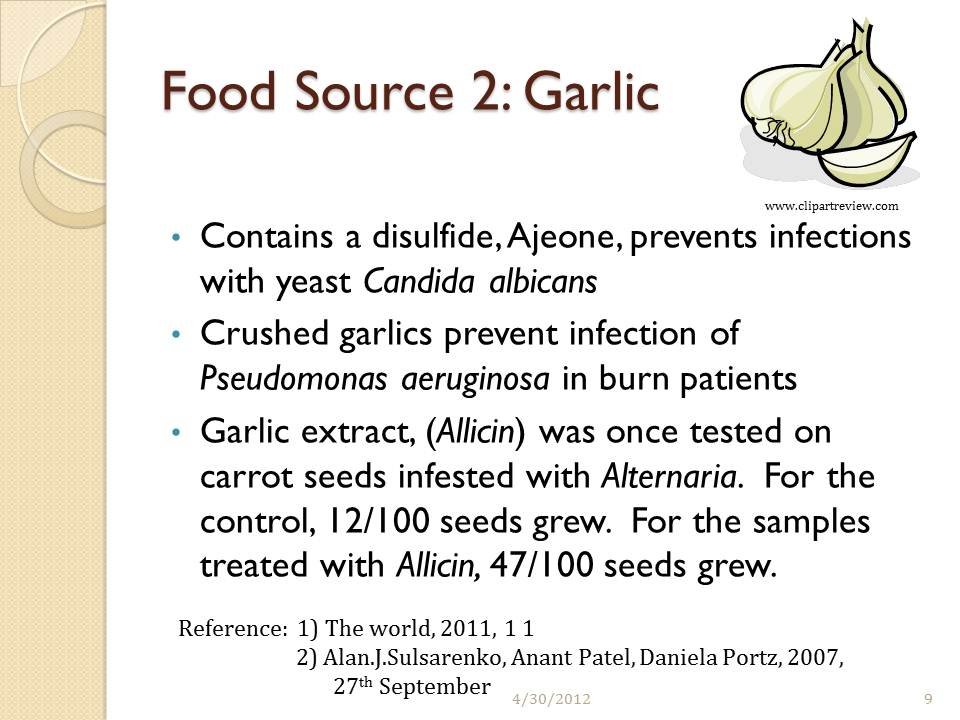 Food Source 2: Garlic
www.clipartreview.com
• Contains a disulfide, Ajeone, prevents infections
with yeast Candida albicans
• Crushed garlics prevent infection of
Pseudomonas aeruginosa in burn patients
• Garlic extract, (Allicin) was once tested on
carrot seeds infested with Alternaria.  For the
control, 12/100 seeds grew.  For the samples
treated with Allicin, 47/100 seeds grew.
Reference:  1) The world, 2011, 1 1
2) Alan.J.Sulsarenko, Anant Patel, Daniela Portz, 2007,
27th September
4/30/2012
9